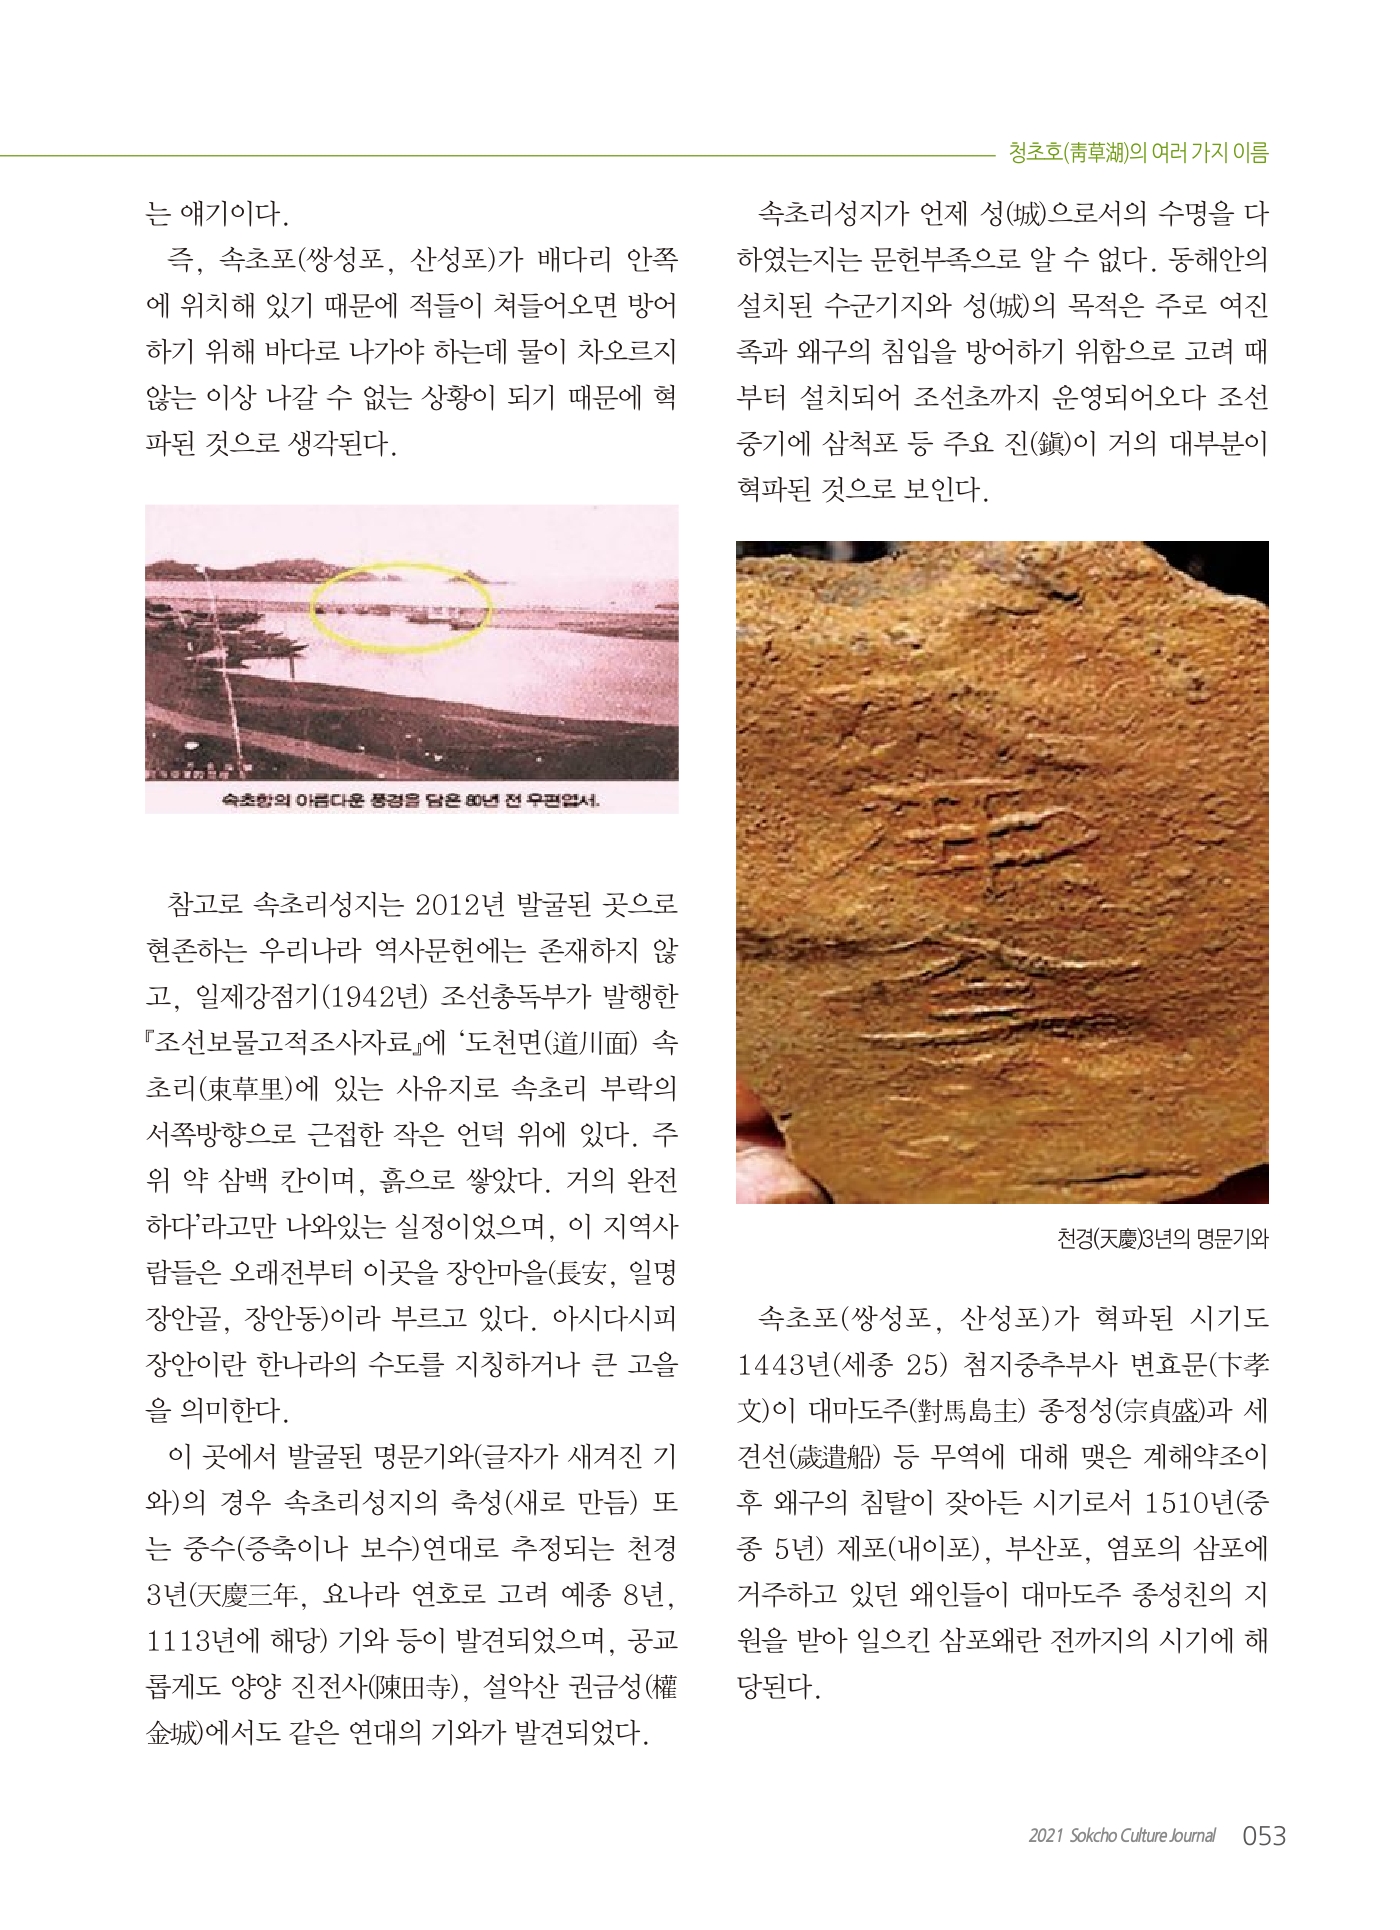 청초호(靑草湖)의 여러 가지 이름
는 얘기이다.
즉, 속초포(쌍성포, 산성포)가 배다리 안쪽
에 위치해 있기 때문에 적들이 쳐들어오면 방어
하기 위해 바다로 나가야 하는데 물이 차오르지
않는 이상 나갈 수 없는 상황이 되기 때문에 혁
파된 것으로 생각된다.
속초항의 아름다운 풍경을 담은 80년 전 우편엽서.
참고로 속초리성지는 2012년 발굴된 곳으로
현존하는 우리나라 역사문헌에는 존재하지 않
고, 일제강점기(1942년) 조선총독부가 발행한
『조선보물고적조사자료』에 ‘도천면(道川面) 속
초리(束草里)에 있는 사유지로 속초리 부락의
서쪽방향으로 근접한 작은 언덕 위에 있다. 주
위 약 삼백 칸이며, 흙으로 쌓았다. 거의 완전
하다’라고만 나와있는 실정이었으며, 이 지역사
람들은 오래전부터 이곳을 장안마을(長安, 일명
장안골, 장안동)이라 부르고 있다. 아시다시피
장안이란 한나라의 수도를 지칭하거나 큰 고을
을 의미한다.
이 곳에서 발굴된 명문기와(글자가 새겨진 기
와)의 경우 속초리성지의 축성(새로 만듬) 또
는 중수(증축이나 보수)연대로 추정되는 천경
3년(天慶三年, 요나라 연호로 고려 예종 8년,
1113년에 해당) 기와 등이 발견되었으며, 공교
롭게도 양양 진전사(陳田寺), 설악산 권금성(權
金城)에서도 같은 연대의 기와가 발견되었다.
속초리성지가 언제 성(城)으로서의 수명을 다
하였는지는 문헌부족으로 알 수 없다. 동해안의
설치된 수군기지와 성(城)의 목적은 주로 여진
족과 왜구의 침입을 방어하기 위함으로 고려 때
부터 설치되어 조선초까지 운영되어오다 조선
중기에 삼척포 등 주요 진(鎭)이 거의 대부분이
혁파된 것으로 보인다.
천경(天慶)3년의 명문기와
속초포(쌍성포, 산성포)가 혁파된 시기도
1443년(세종 25) 첨지중추부사 변효문(卞孝
文)이 대마도주(對馬島主) 종정성(宗貞盛)과 세
견선(歲遣船) 등 무역에 대해 맺은 계해약조이
후 왜구의 침탈이 잦아든 시기로서 1510년(중
종 5년) 제포(내이포), 부산포, 염포의 삼포에
거주하고 있던 왜인들이 대마도주 종성친의 지
원을 받아 일으킨 삼포왜란 전까지의 시기에 해
당된다.
2021 Sokcho Culture Journal 053